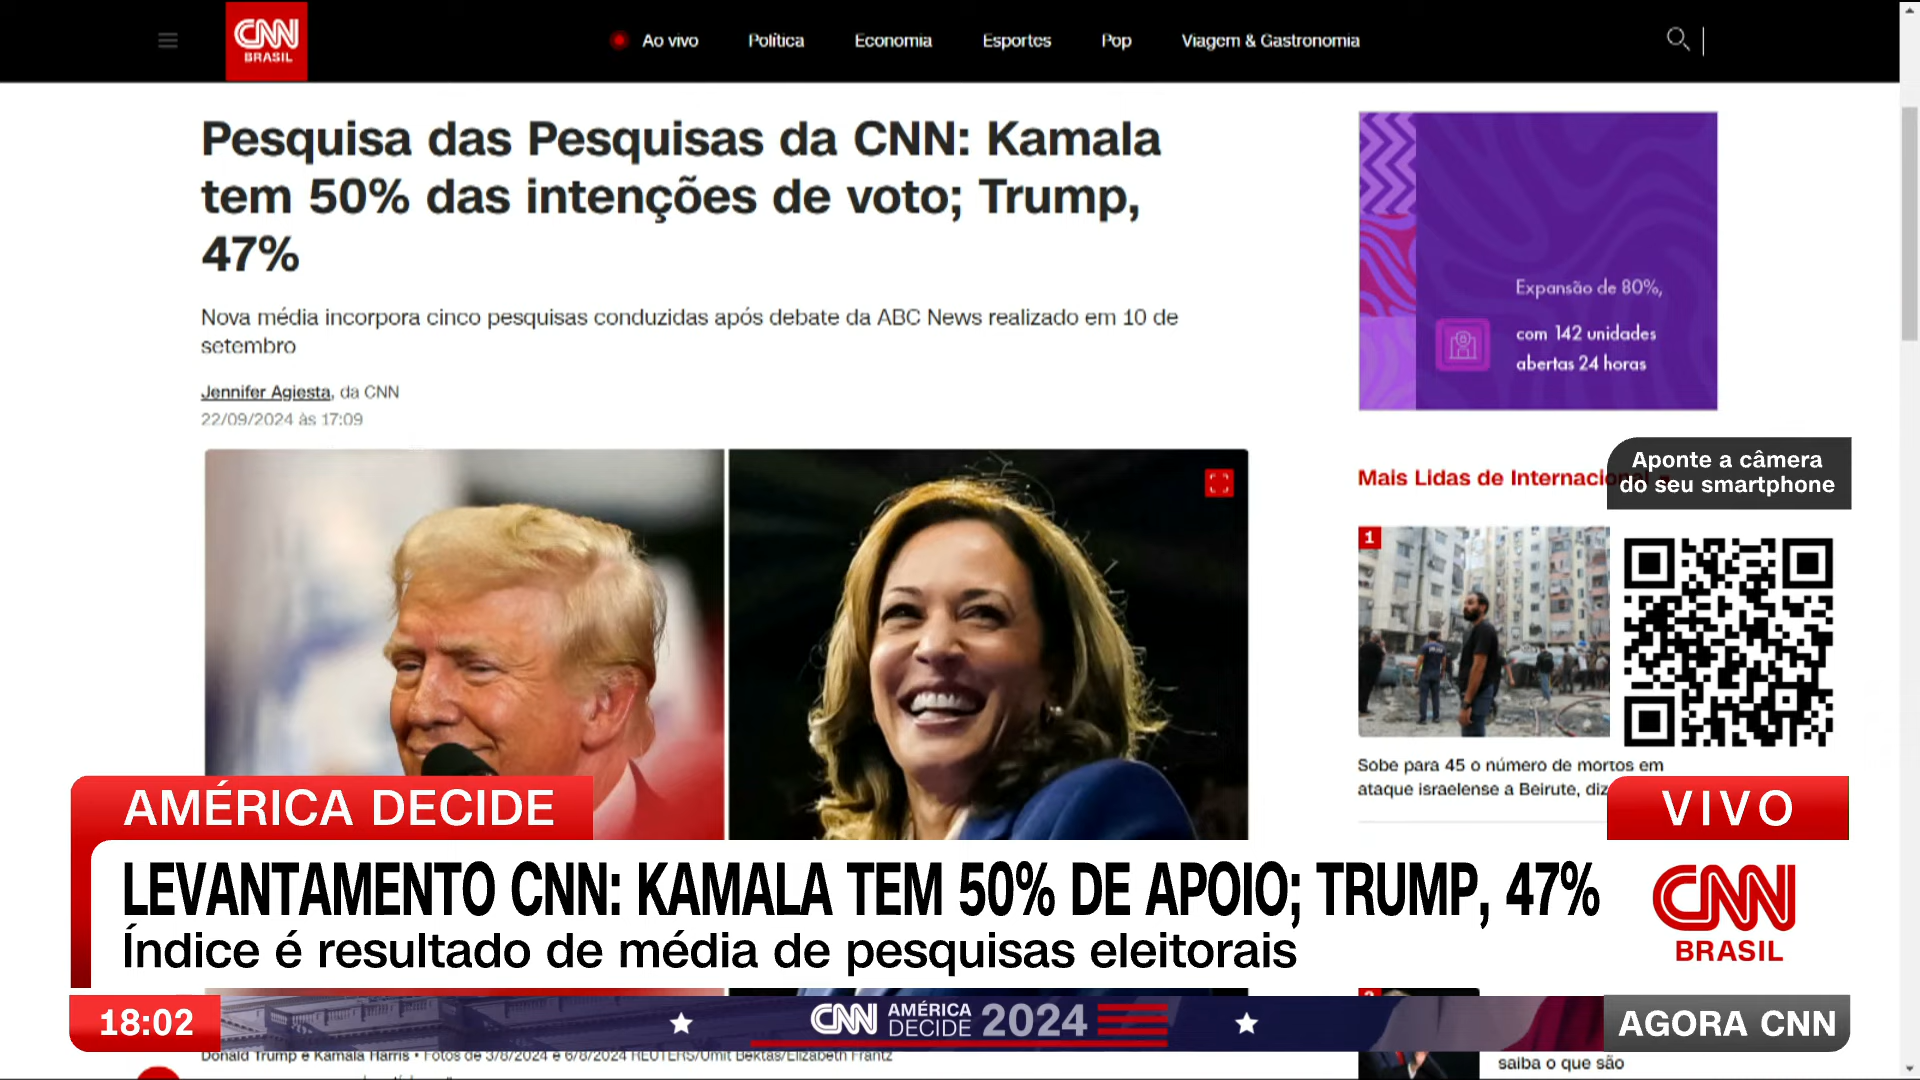 CNN
BRASIL
Ao vivo
Política
Economia
Esportes
Pop
Viagem & Gastronomia
Pesquisa das Pesquisas da CNN: Kamala
tem 50% das intenções de voto; Trump,
47%
Nova média incorpora cinco pesquisas conduzidas após debate da ABC News realizado em 10 de
setembro
Jennifer Agiesta, da CNN
22/09/2024 às 17:09
Expansão de 80%,
com 142 unidades
abertas 24 horas
Mais Lidas de Internacional
Aponte a câmera
do seu smartphone
1
Sobe para 45 o número de mortos em
ataque israelense a Beirute, diz
AMÉRICA DECIDE
VIVO
LEVANTAMENTO CNN: KAMALA TEM 50% DE APOIO; TRUMP, 47%
Índice é resultado de média de pesquisas eleitorais
CNN
BRASIL
18:02
CNN AMÉRICA DECIDE 2024
AGORA CNN
Donald Trump e Kamala Harris • Fotos de 3/8/2024 e 6/8/2024 REUTERS/Umit Bektas/Elizabeth Frantz
saiba o que são